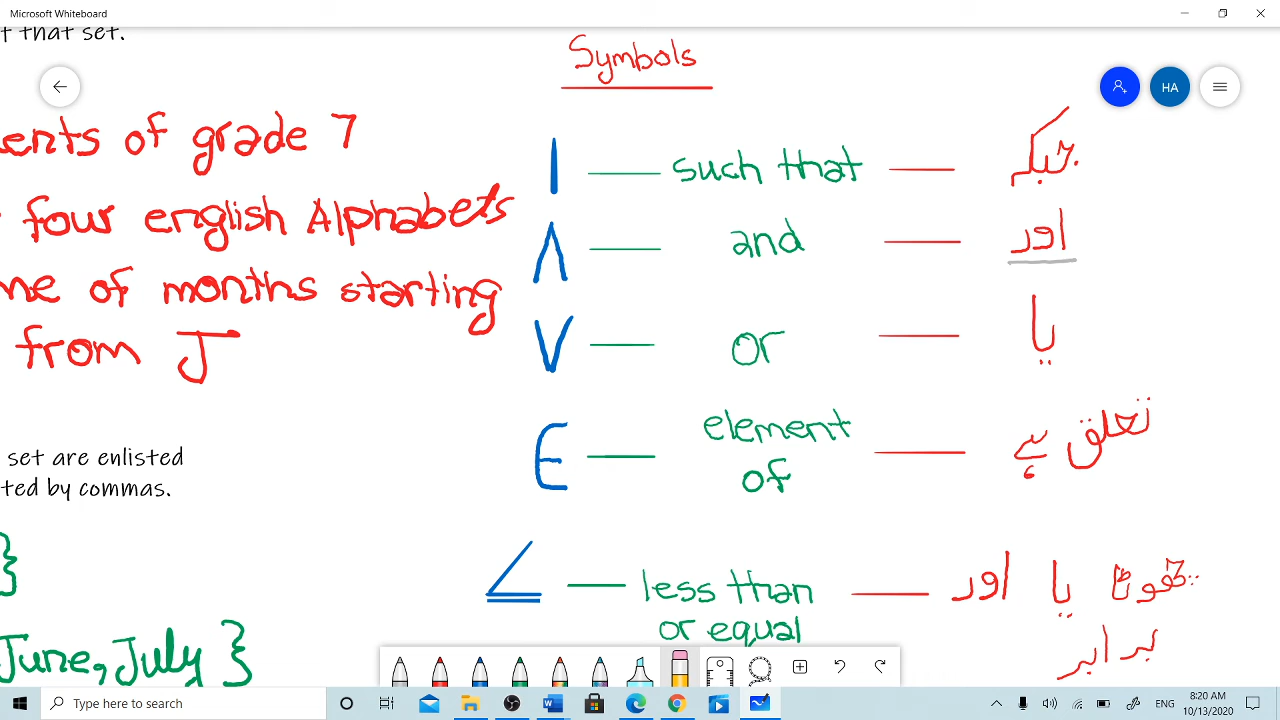 Microsoft Whiteboard
f that set.
Symbols
HA
ents of grade 7
four english Alphabets
me of months starting
from J
| — such that — جبکہ
∧ — and — اور
∨ — or — یا
∈ — element of — تعلق ہے
≤ — less than or equal — چھوٹا یا اور برابر
set are enlisted
ted by commas.
}
June, July }
Type here to search
ENG
8:20 AM
10/13/2020